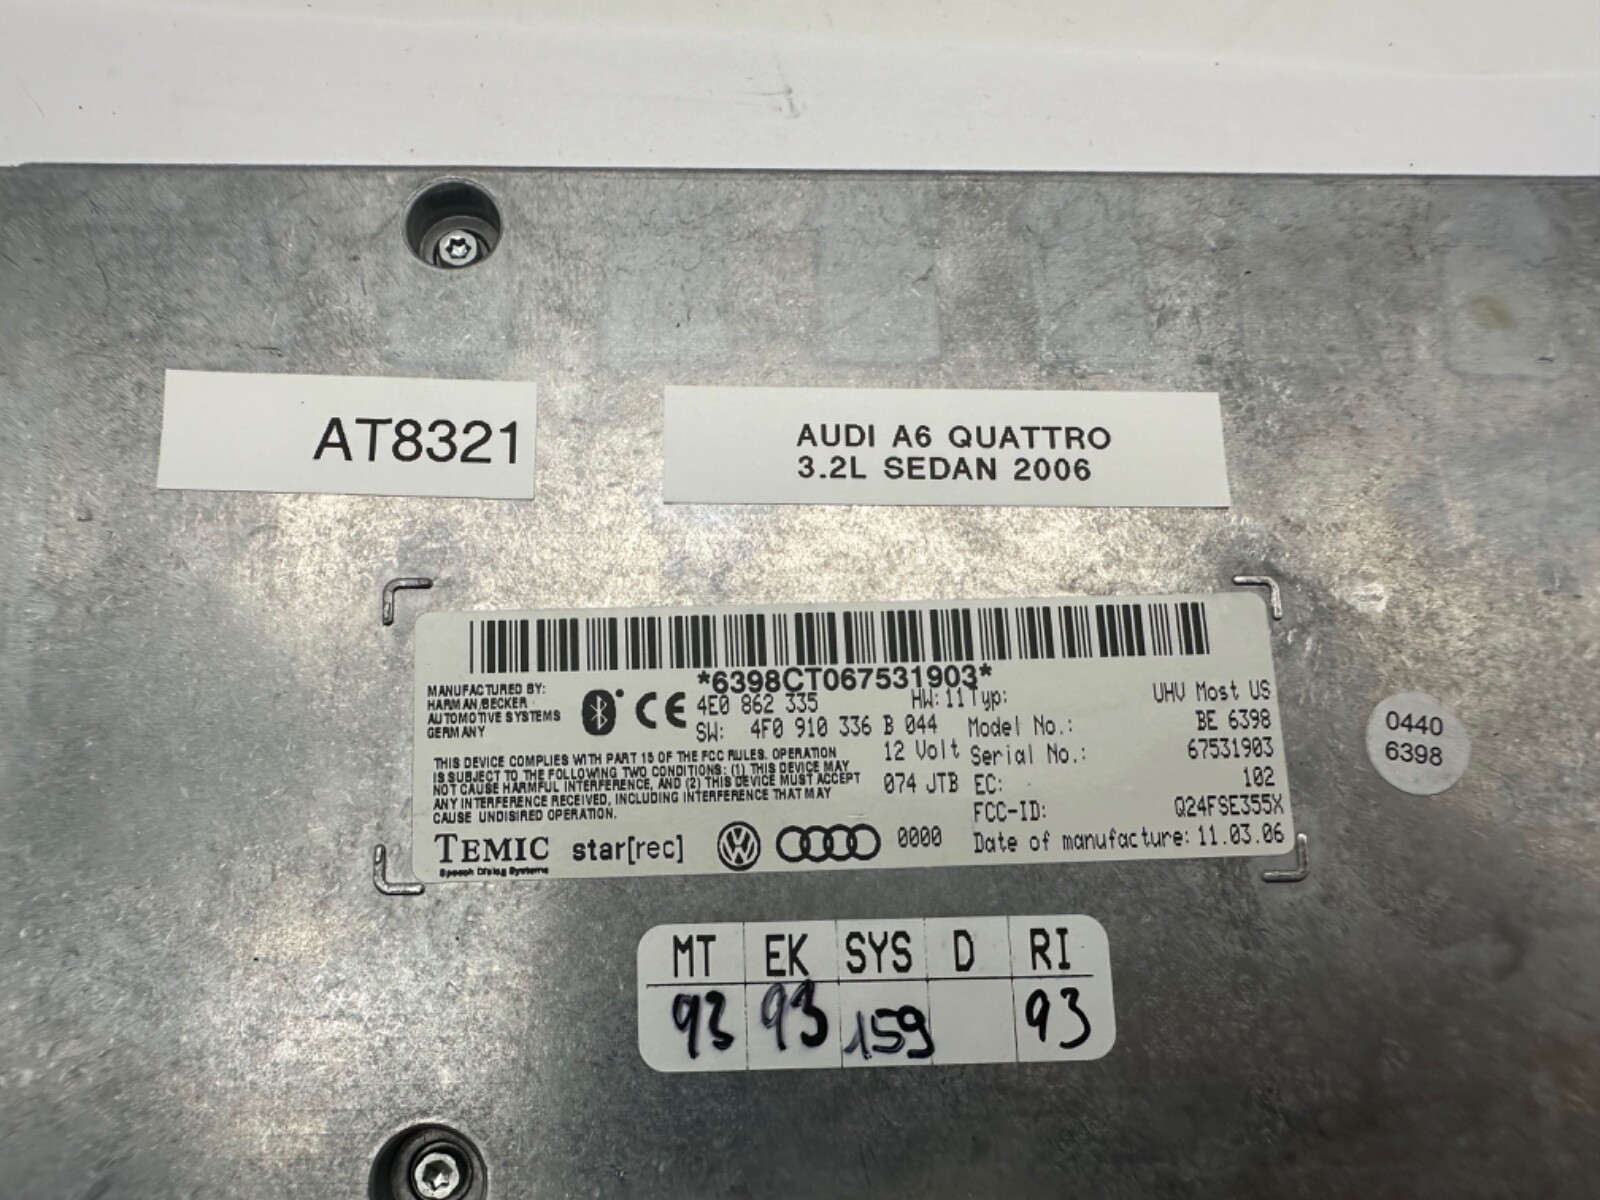 AT8321
AUDI A6 QUATTRO
3.2L SEDAN 2006
*6398CT067531903*
MANUFACTURED BY:
HARMAN/BECKER
AUTOMOTIVE SYSTEMS
GERMANY
CE
4E0 862 335 HW: 11 Typ: UHV Most US
SW: 4F0 910 336 B 044 Model No.: BE 6398
12 Volt Serial No.: 67531903
074 JTB EC: 102
FCC-ID: Q24FSE355X
0000 Date of manufacture: 11.03.06
THIS DEVICE COMPLIES WITH PART 15 OF THE FCC RULES. OPERATION
IS SUBJECT TO THE FOLLOWING TWO CONDITIONS: (1) THIS DEVICE MAY
NOT CAUSE HARMFUL INTERFERENCE, AND (2) THIS DEVICE MUST ACCEPT
ANY INTERFERENCE RECEIVED, INCLUDING INTERFERENCE THAT MAY
CAUSE UNDISIRED OPERATION.
TEMIC star[rec]
Speech Dialog Systems
0440
6398
MT EK SYS D RI
93 93 159 93